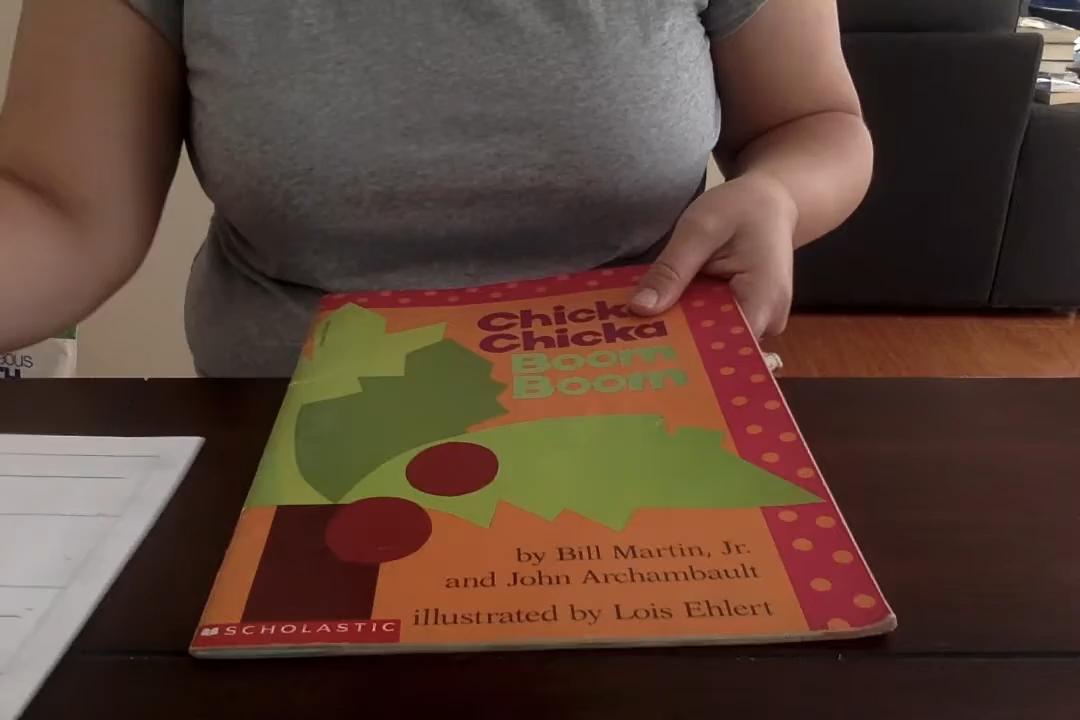 Chicka
Chicka
Boom
Boom
by Bill Martin, Jr.
and John Archambault
illustrated by Lois Ehlert
SCHOLASTIC